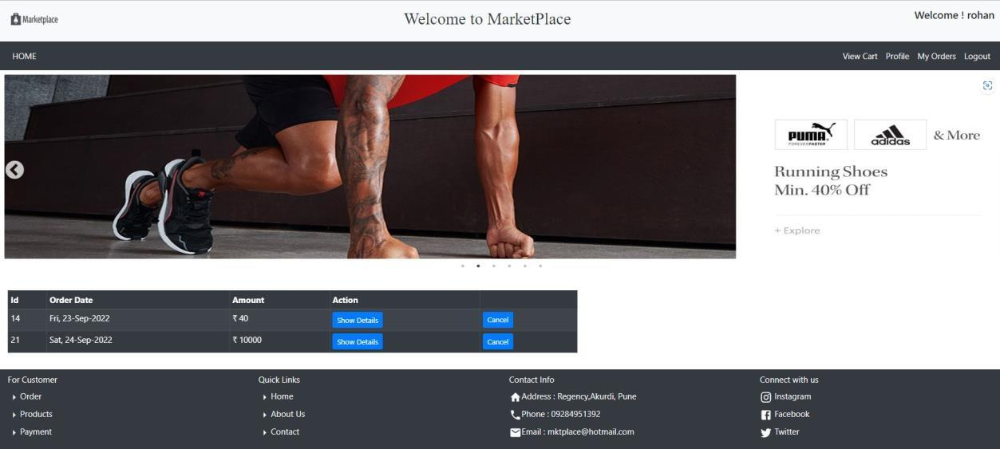 Marketplace
Welcome to MarketPlace
Welcome ! rohan
HOME
View Cart Profile My Orders Logout
PUMA
FOREVER FASTER
adidas
& More
Running Shoes
Min. 40% Off
+ Explore
Id Order Date Amount Action
14 Fri, 23-Sep-2022 ₹ 40 Show Details Cancel
21 Sat, 24-Sep-2022 ₹ 10000 Show Details Cancel
For Customer
Order
Products
Payment
Quick Links
Home
About Us
Contact
Contact Info
Address : Regency,Akurdi, Pune
Phone : 09284951392
Email : mktplace@hotmail.com
Connect with us
Instagram
Facebook
Twitter